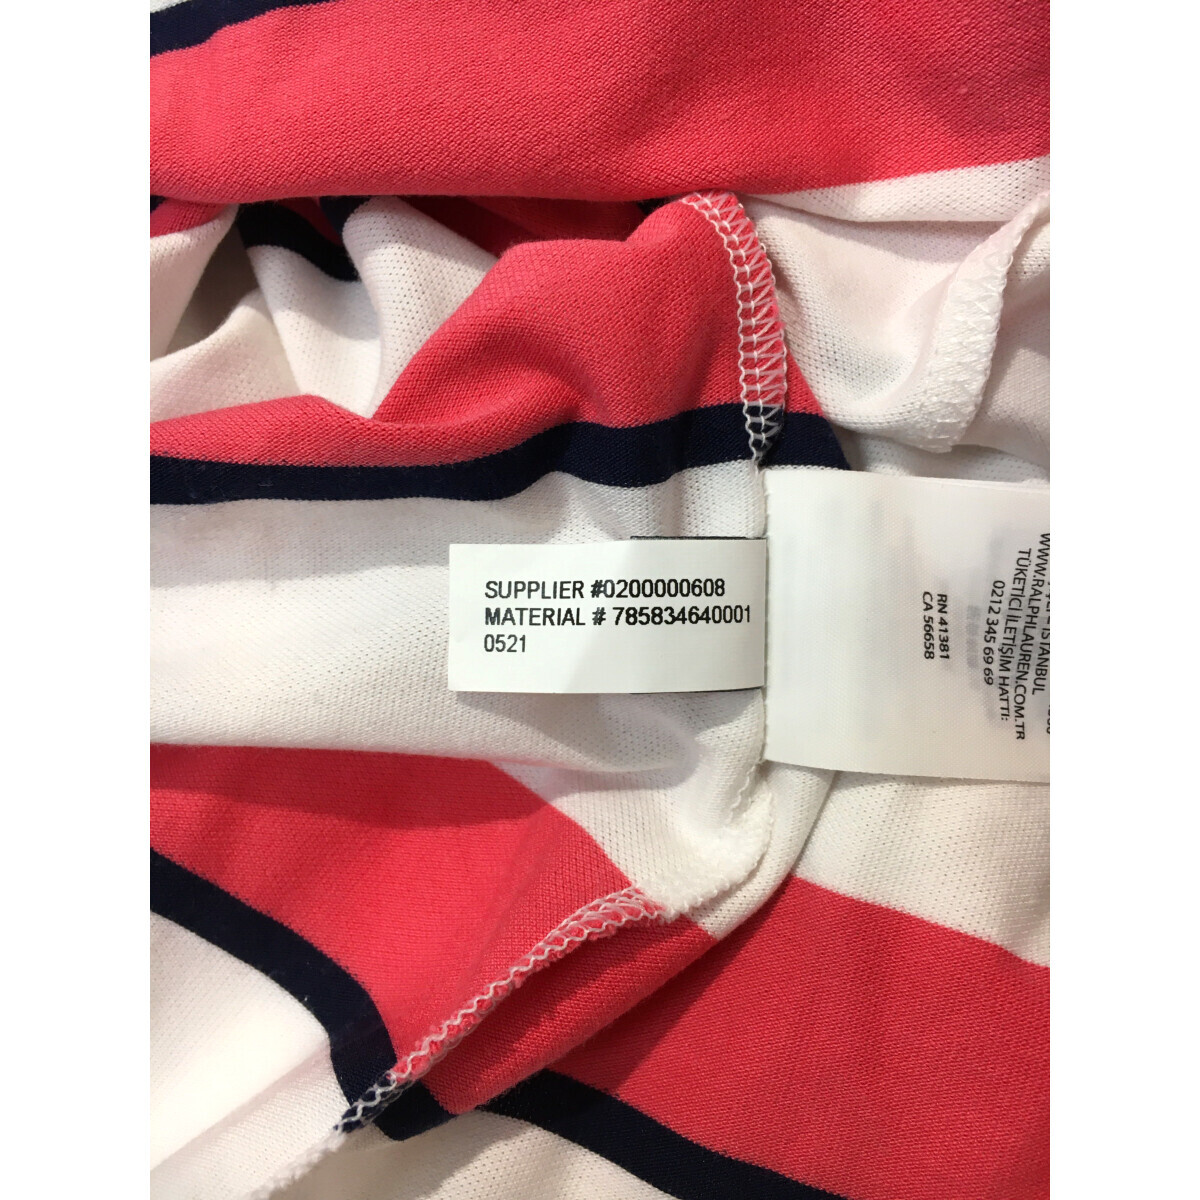 SUPPLIER #0200000608
MATERIAL # 785834640001
0521
İSTANBUL
WWW.RALPHLAUREN.COM.TR
TÜKETİCİ İLETİŞİM HATTI:
0212 345 69 69
RN 41381
CA 56658